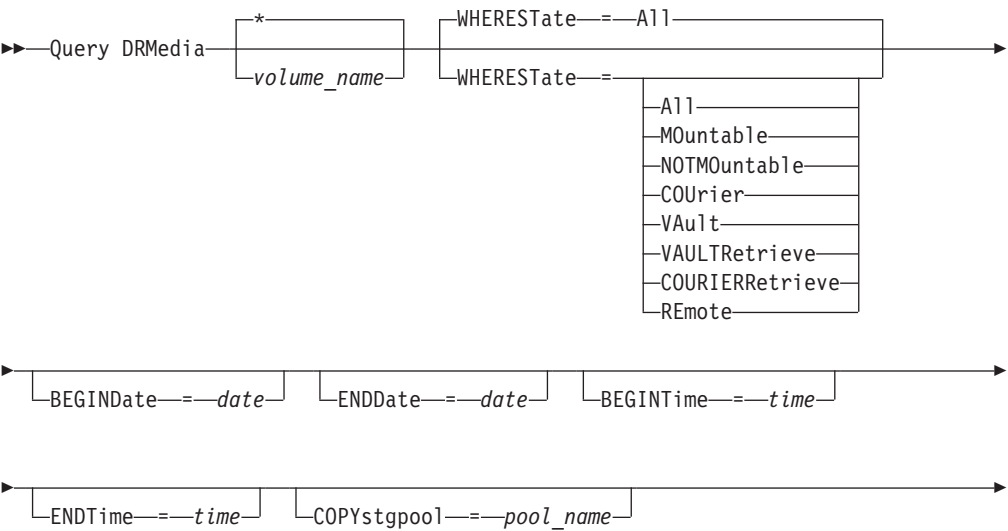 * WHERESTate = All
Query DRMedia
volume_name WHERESTate =
All
MOuntable
NOTMOuntable
COUrier
VAult
VAULTRetrieve
COURIERRetrieve
REmote
BEGINDate = date ENDDate = date BEGINTime = time
ENDTime = time COPYstgpool = pool_name